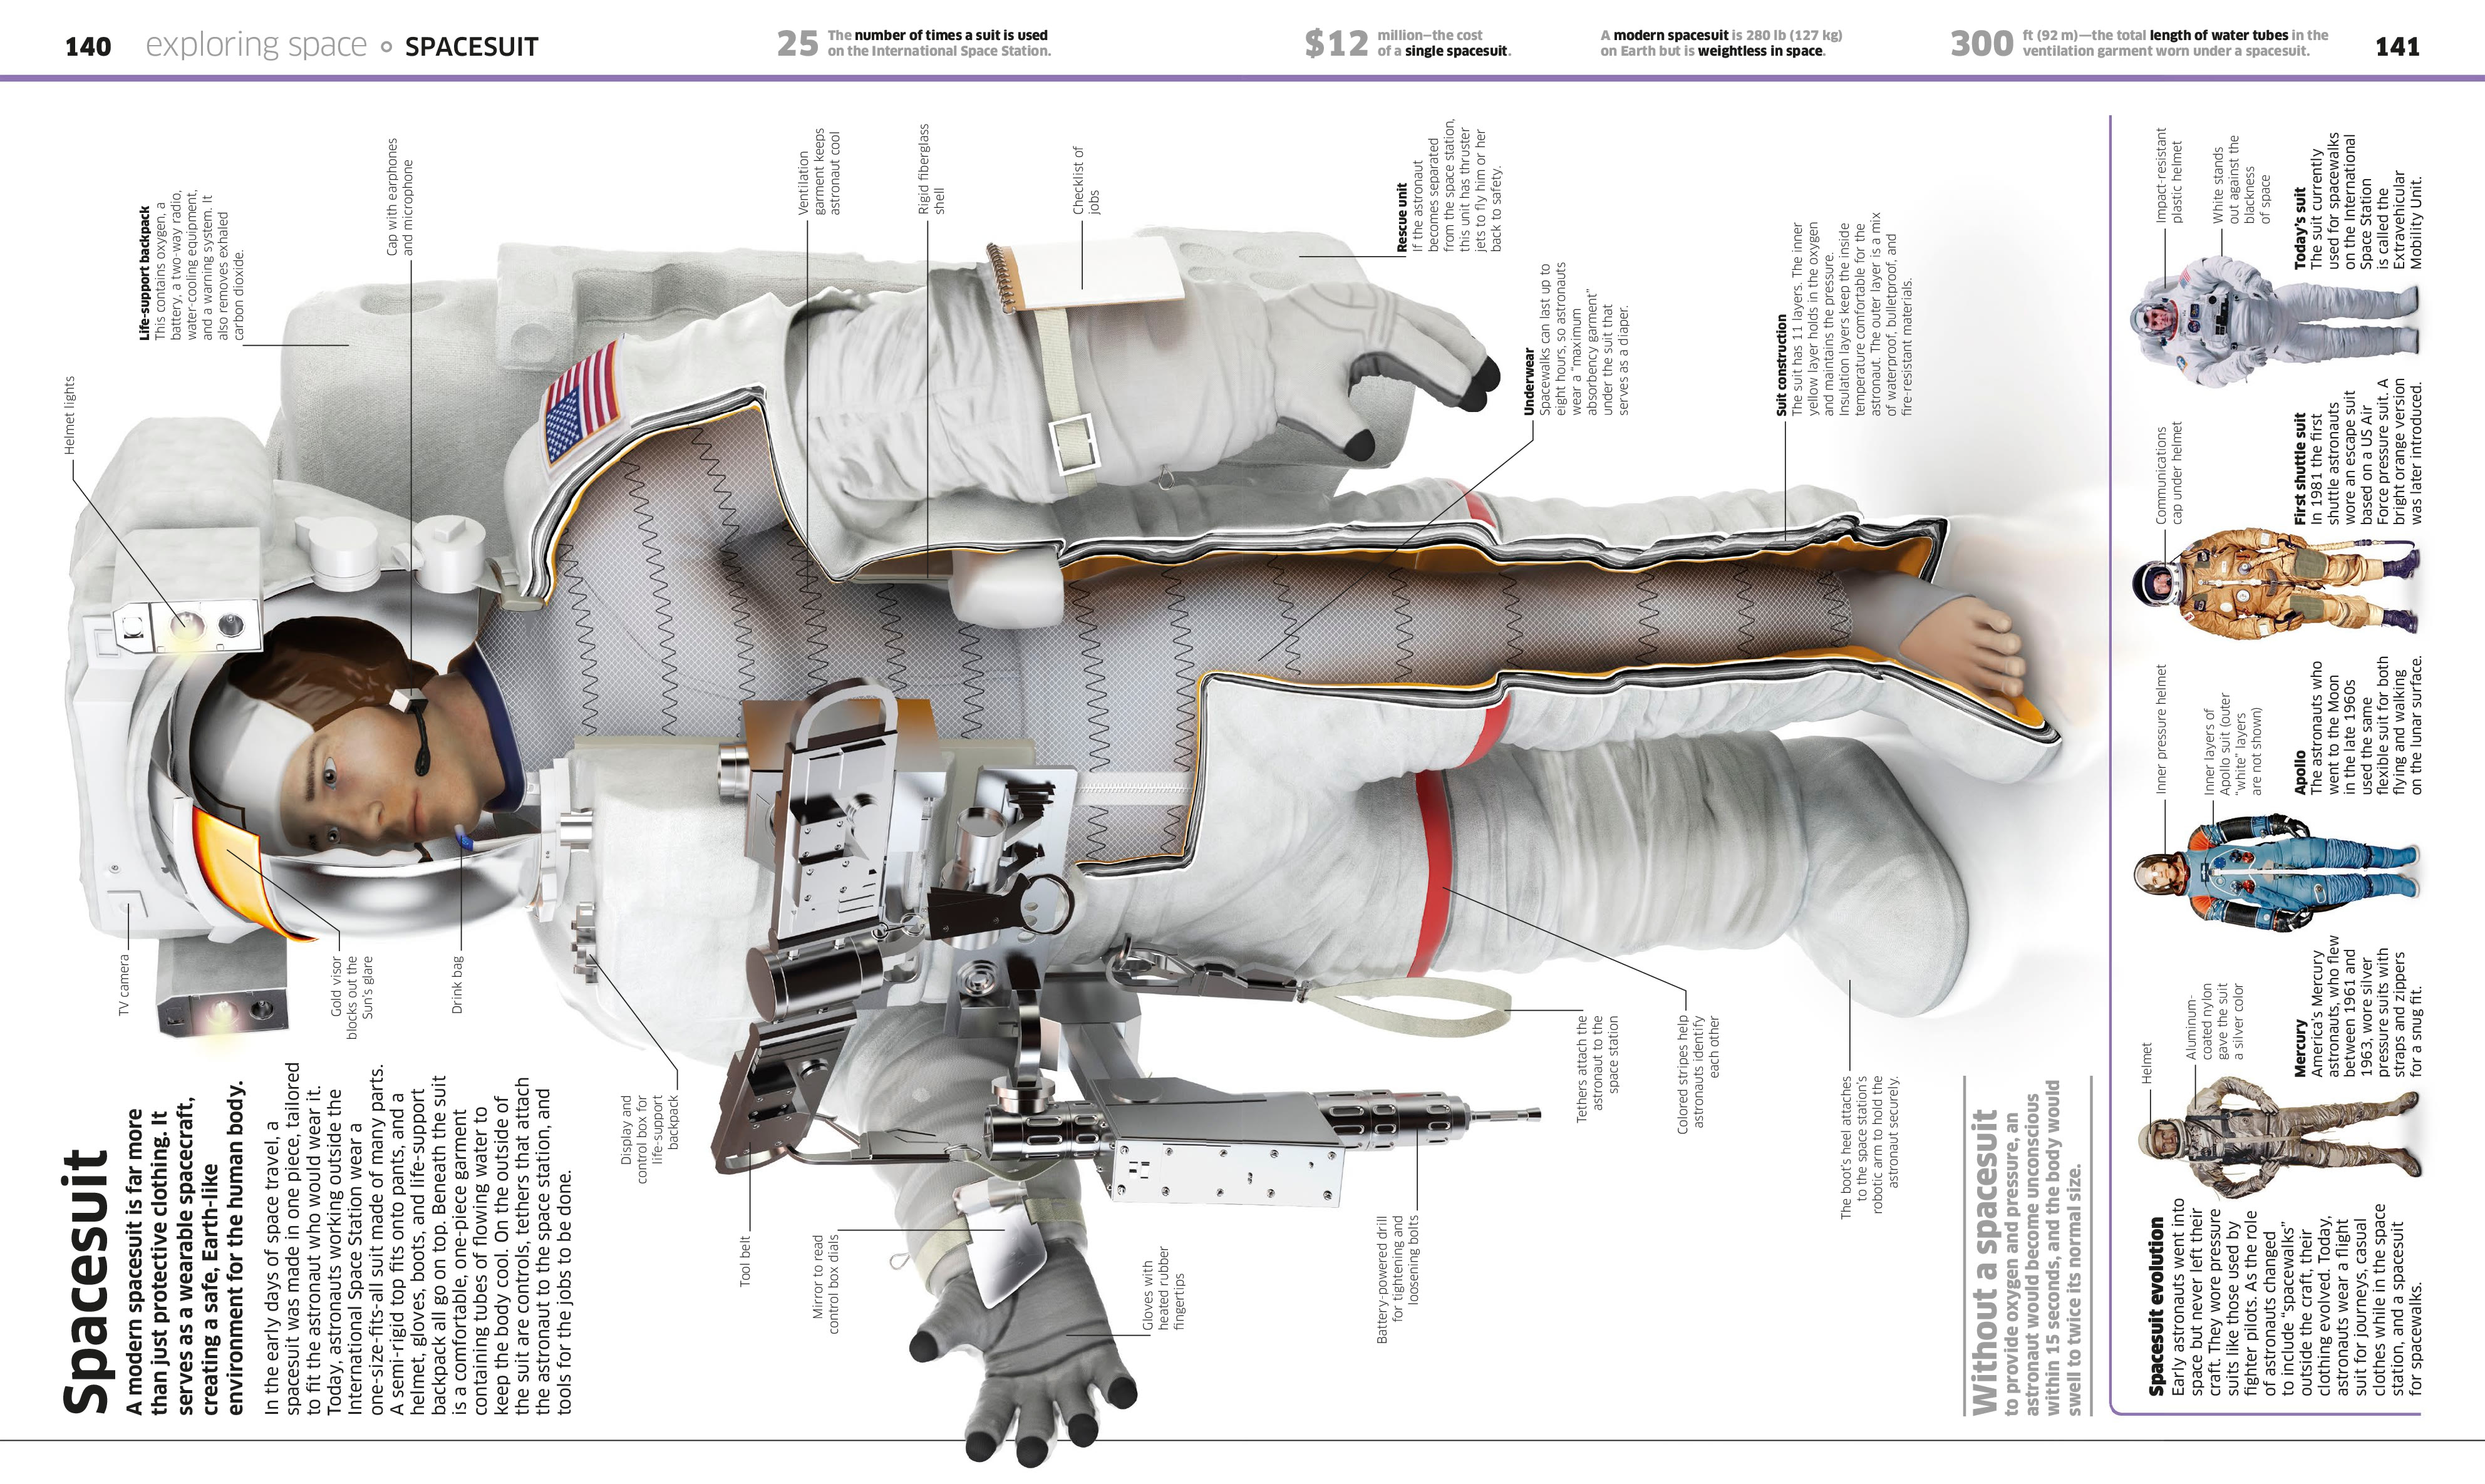 140 exploring space ○ SPACESUIT
25 The number of times a suit is used
on the International Space Station.
$12 million—the cost
of a single spacesuit.
A modern spacesuit is 280 lb (127 kg)
on Earth but is weightless in space.
300 ft (92 m)—the total length of water tubes in the
ventilation garment worn under a spacesuit.
141
Spacesuit
A modern spacesuit is far more
than just protective clothing. It
serves as a wearable spacecraft,
creating a safe, Earth-like
environment for the human body.
In the early days of space travel, a
spacesuit was made in one piece, tailored
to fit the astronaut who would wear it.
Today, astronauts working outside the
International Space Station wear a
one-size-fits-all suit made of many parts.
A semi-rigid top fits onto pants, and a
helmet, gloves, boots, and life-support
backpack all go on top. Beneath the suit
is a comfortable, one-piece garment
containing tubes of flowing water to
keep the body cool. On the outside of
the suit are controls, tethers that attach
the astronaut to the space station, and
tools for the jobs to be done.
TV camera
Gold visor
blocks out the
Sun's glare
Drink bag
Helmet lights
Life-support backpack
This contains oxygen, a
battery, a two-way radio,
water-cooling equipment,
and a warning system. It
also removes exhaled
carbon dioxide.
Cap with earphones
and microphone
Display and
control box for
life-support
backpack
Tool belt
Mirror to read
control box dials
Ventilation
garment keeps
astronaut cool
Rigid fiberglass
shell
Checklist of
jobs
Gloves with
heated rubber
fingertips
Battery-powered drill
for tightening and
loosening bolts
Rescue unit
If the astronaut
becomes separated
from the space station,
this unit has thruster
jets to fly him or her
back to safety.
Underwear
Spacewalks can last up to
eight hours, so astronauts
wear a "maximum
absorbency garment"
under the suit that
serves as a diaper.
Tethers attach the
astronaut to the
space station
Colored stripes help
astronauts identify
each other
Suit construction
The suit has 11 layers. The inner
yellow layer holds in the oxygen
and maintains the pressure.
Insulation layers keep the inside
temperature comfortable for the
astronaut. The outer layer is a mix
of waterproof, bulletproof, and
fire-resistant materials.
The boot's heel attaches
to the space station's
robotic arm to hold the
astronaut securely.
Without a spacesuit
to provide oxygen and pressure, an
astronaut would become unconscious
within 15 seconds, and the body would
swell to twice its normal size.
Spacesuit evolution
Early astronauts went into
space but never left their
craft. They wore pressure
suits like those used by
fighter pilots. As the role
of astronauts changed
to include "spacewalks"
outside the craft, their
clothing evolved. Today,
astronauts wear a flight
suit for journeys, casual
clothes while in the space
station, and a spacesuit
for spacewalks.
Helmet
Aluminum-
coated nylon
gave the suit
a silver color
Mercury
America's Mercury
astronauts, who flew
between 1961 and
1963, wore silver
pressure suits with
straps and zippers
for a snug fit.
Inner pressure helmet
Inner layers of
Apollo suit (outer
"white" layers
are not shown)
Apollo
The astronauts who
went to the Moon
in the late 1960s
used the same
flexible suit for both
flying and walking
on the lunar surface.
Communications
cap under helmet
First shuttle suit
In 1981 the first
shuttle astronauts
wore an escape suit
based on a US Air
Force pressure suit. A
bright orange version
was later introduced.
Impact-resistant
plastic helmet
White stands
out against the
blackness
of space
Today's suit
The suit currently
used for spacewalks
on the International
Space Station
is called the
Extravehicular
Mobility Unit.